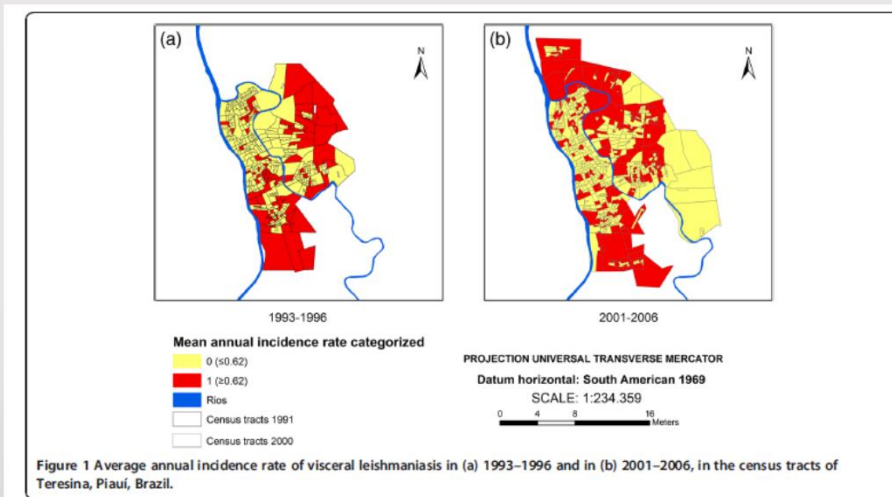 (a)
N
(b)
N
1993-1996
2001-2006
Mean annual incidence rate categorized
0 (≤0.62)
1 (≥0.62)
Rios
Census tracts 1991
Census tracts 2000
PROJECTION UNIVERSAL TRANSVERSE MERCATOR
Datum horizontal: South American 1969
SCALE: 1:234.359
0 4 8 16
Meters
Figure 1 Average annual incidence rate of visceral leishmaniasis in (a) 1993–1996 and in (b) 2001–2006, in the census tracts of
Teresina, Piauí, Brazil.